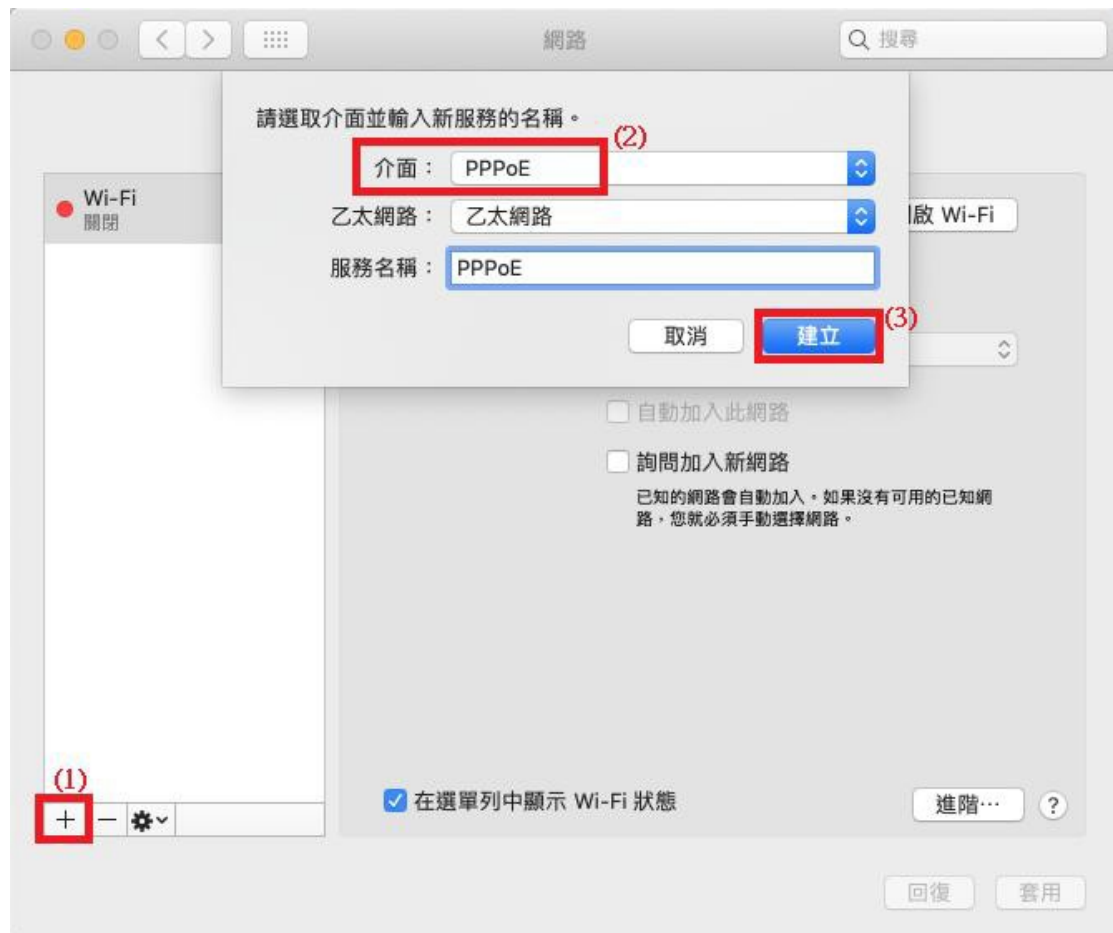 網路
搜尋
請選取介面並輸入新服務的名稱。
(2)
介面： PPPoE
Wi-Fi
關閉
乙太網路： 乙太網路
啟 Wi-Fi
服務名稱： PPPoE
取消
建立
(3)
自動加入此網路
詢問加入新網路
已知的網路會自動加入。如果沒有可用的已知網
路，您就必須手動選擇網路。
(1)
+ −
在選單列中顯示 Wi-Fi 狀態
進階… ?
回復
套用